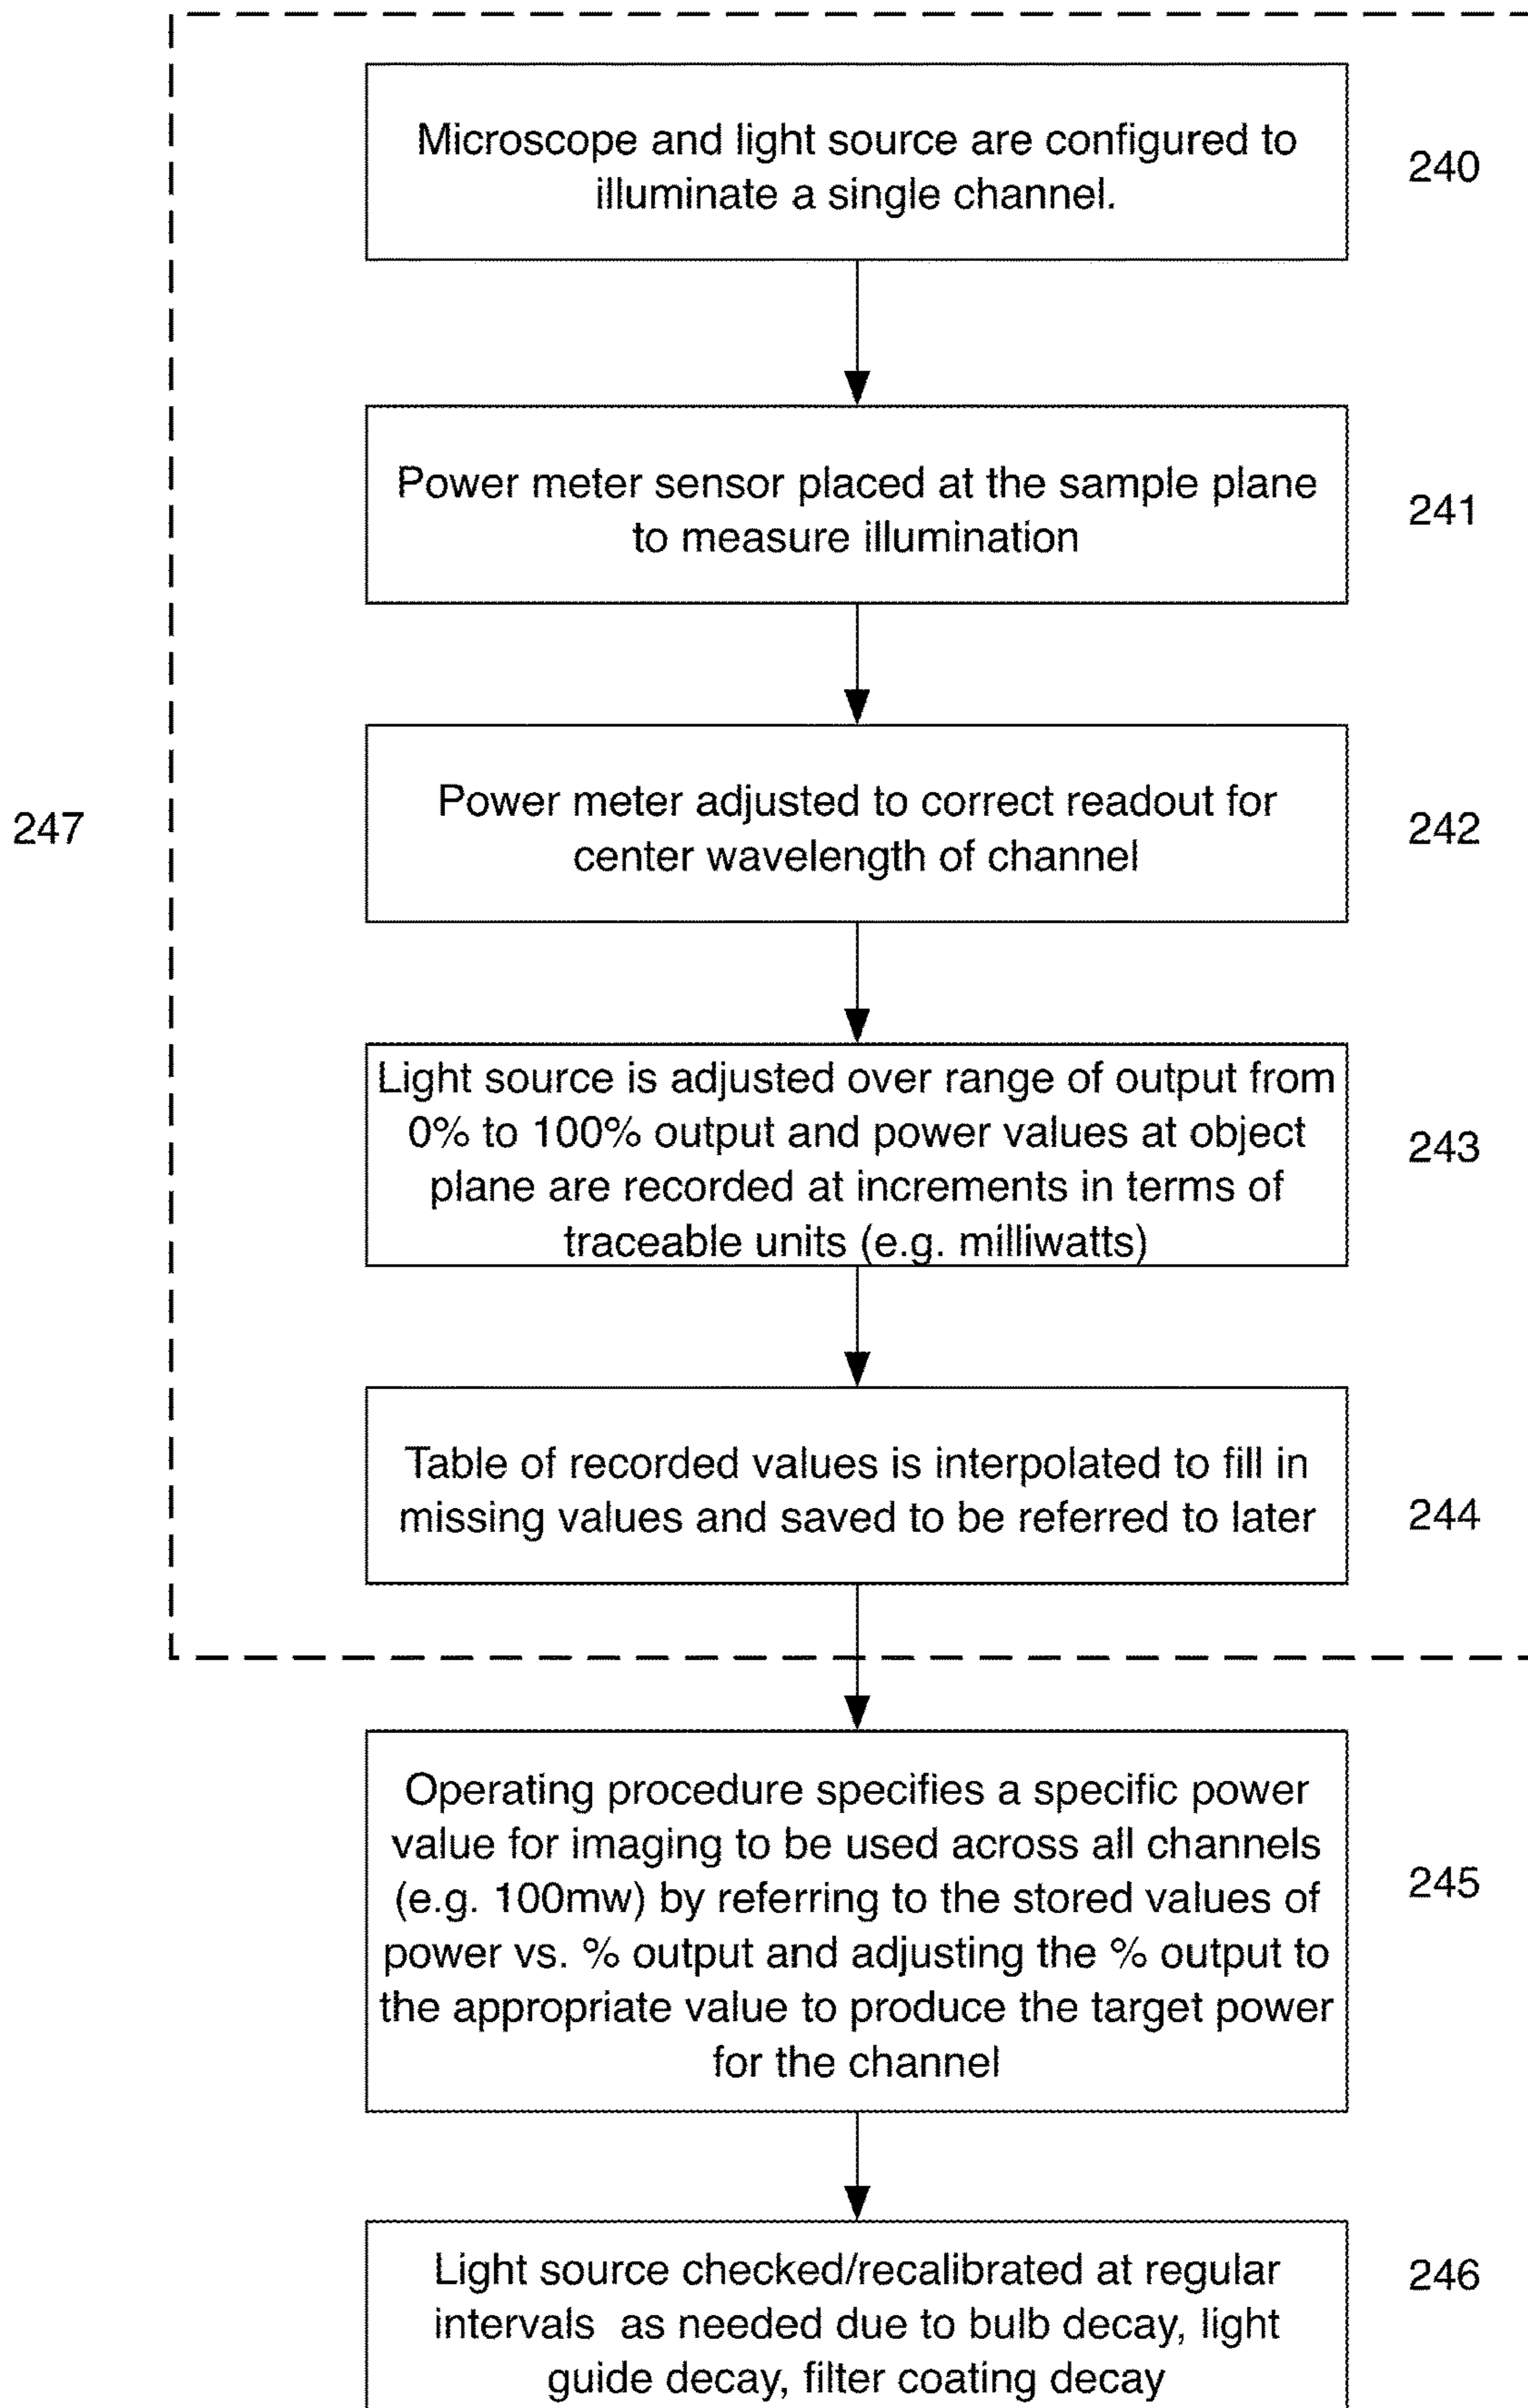 Microscope and light source are configured to
illuminate a single channel.
240
Power meter sensor placed at the sample plane
to measure illumination
241
Power meter adjusted to correct readout for
center wavelength of channel
242
247
Light source is adjusted over range of output from
0% to 100% output and power values at object
plane are recorded at increments in terms of
traceable units (e.g. milliwatts)
243
Table of recorded values is interpolated to fill in
missing values and saved to be referred to later
244
Operating procedure specifies a specific power
value for imaging to be used across all channels
(e.g. 100mw) by referring to the stored values of
power vs. % output and adjusting the % output to
the appropriate value to produce the target power
for the channel
245
Light source checked/recalibrated at regular
intervals  as needed due to bulb decay, light
guide decay, filter coating decay
246